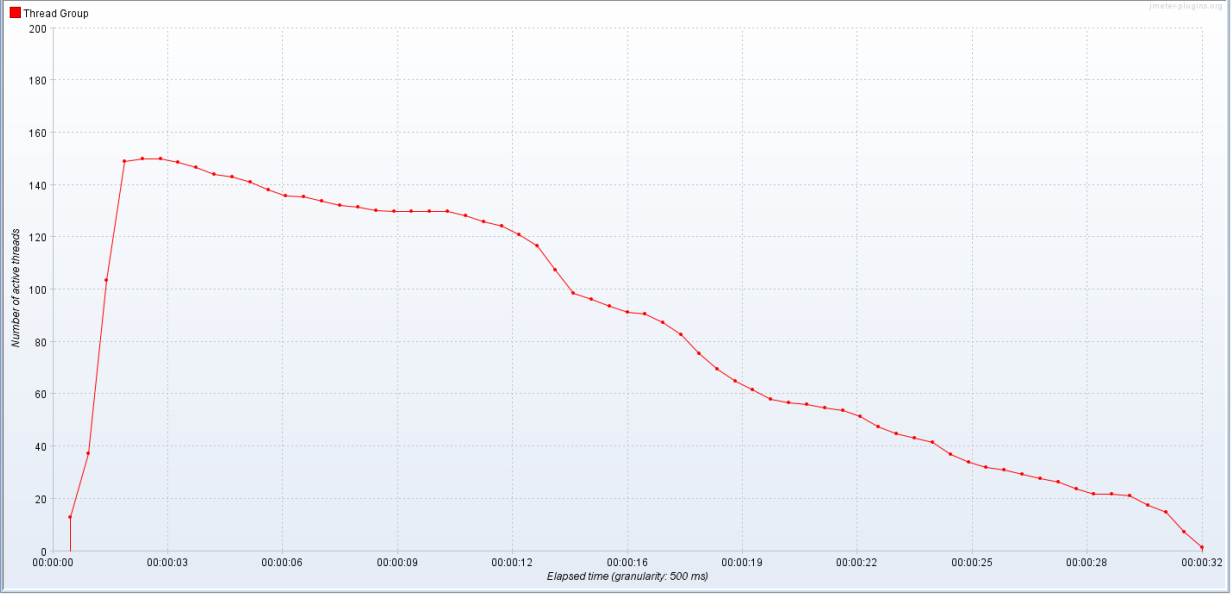 jmeter-plugins.org
Thread Group
200
180
160
140
120
100
80
60
40
20
0
00:00:00 00:00:03 00:00:06 00:00:09 00:00:12 00:00:16 00:00:19 00:00:22 00:00:25 00:00:28 00:00:32
Number of active threads
Elapsed time (granularity: 500 ms)